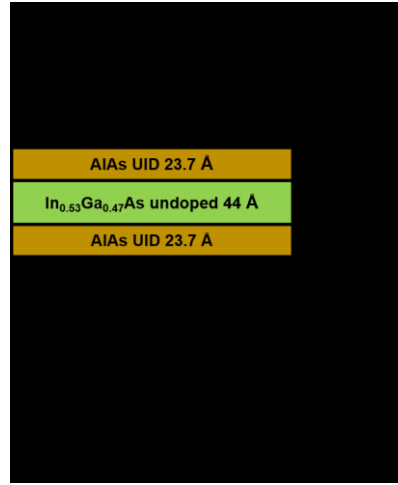 AlAs UID 23.7 Å
In₀.₅₃Ga₀.₄₇As undoped 44 Å
AlAs UID 23.7 Å